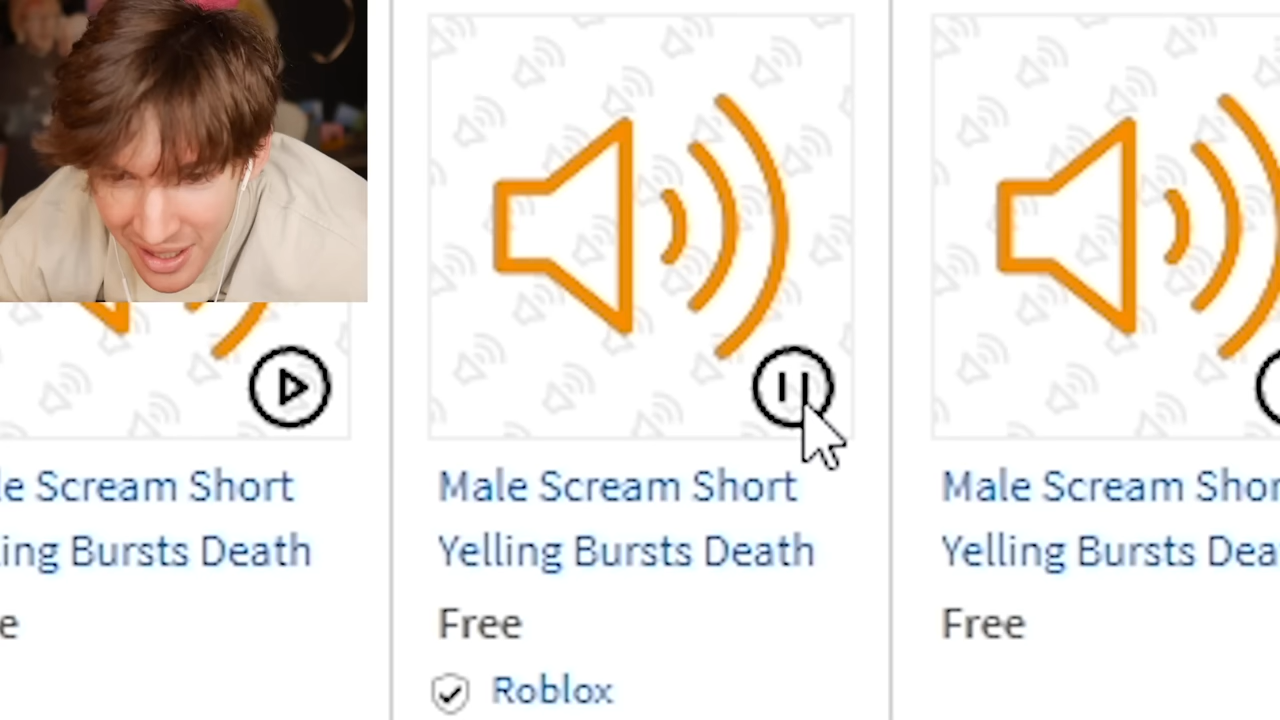 le Scream Short
ling Bursts Death
e
Male Scream Short
Yelling Bursts Death
Free
Roblox
Male Scream Shor
Yelling Bursts Dea
Free